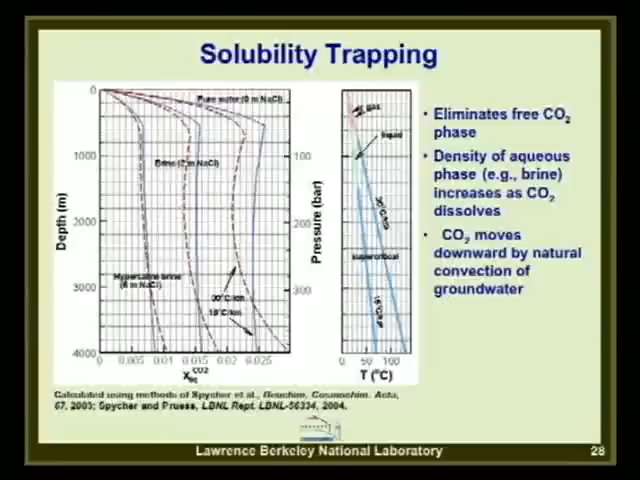 Solubility Trapping
Pure water (0 m NaCl)
Brine (2 m NaCl)
Hypersaline brine
(6 m NaCl)
30°C/km
15°C/km
Depth (m)
0
1000
2000
3000
4000
0 0.005 0.01 0.015 0.02 0.025
X CO2
Pressure (bar)
100
200
300
gas
liquid
30°C/km
supercritical
15°C/km
0 50 100
T (°C)
• Eliminates free CO2
phase
• Density of aqueous
phase (e.g., brine)
increases as CO2
dissolves
• CO2 moves
downward by natural
convection of
groundwater
Calculated using methods of Spycher et al., Geochim. Cosmochim. Acta,
67, 2003; Spycher and Pruess, LBNL Rept. LBNL-56334, 2004.
Lawrence Berkeley National Laboratory
28